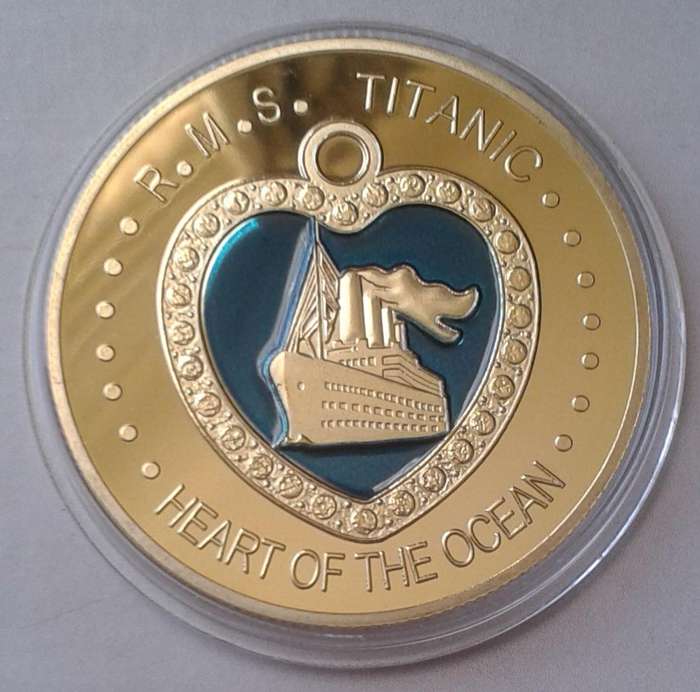 R.M.S. TITANIC
HEART OF THE OCEAN